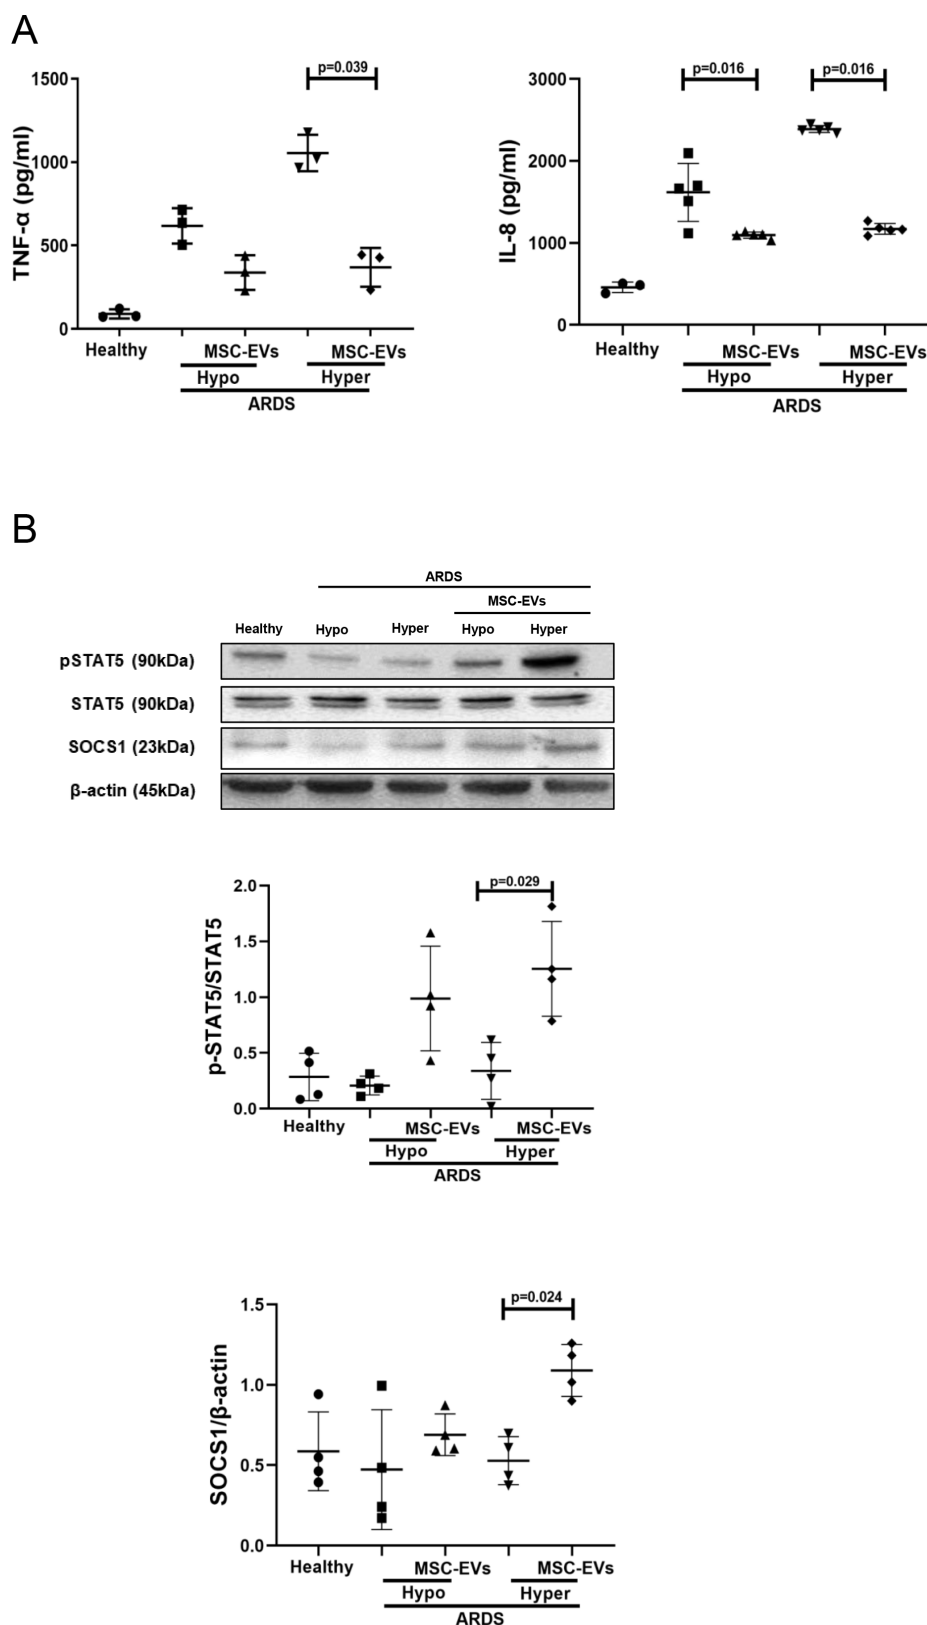 A
p=0.039
1500
1000
500
0
TNF-α (pg/ml)
Healthy
MSC-EVs
MSC-EVs
Hypo
Hyper
ARDS
p=0.016
p=0.016
3000
2000
1000
0
IL-8 (pg/ml)
Healthy
MSC-EVs
MSC-EVs
Hypo
Hyper
ARDS
B
ARDS
MSC-EVs
Healthy Hypo Hyper Hypo Hyper
pSTAT5 (90kDa)
STAT5 (90kDa)
SOCS1 (23kDa)
β-actin (45kDa)
p=0.029
2.0
1.5
1.0
0.5
0.0
p-STAT5/STAT5
Healthy
MSC-EVs
MSC-EVs
Hypo
Hyper
ARDS
p=0.024
1.5
1.0
0.5
0.0
SOCS1/β-actin
Healthy
MSC-EVs
MSC-EVs
Hypo
Hyper
ARDS